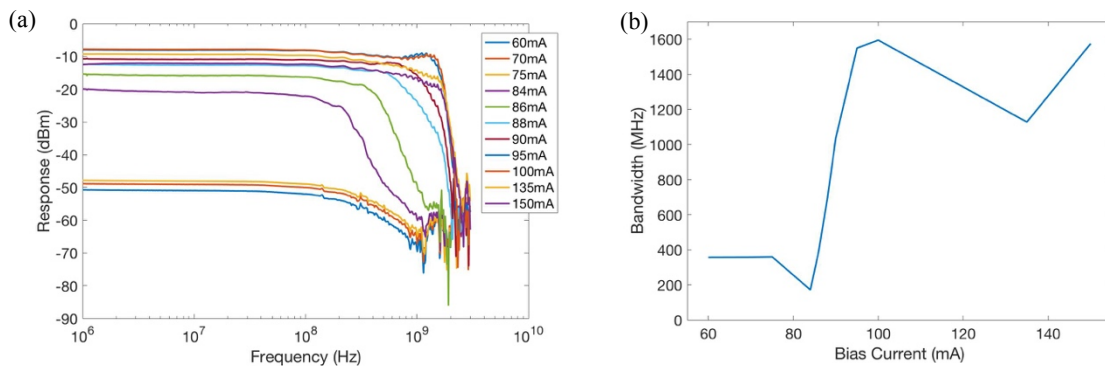 (a)
0
-10
-20
-30
-40
-50
-60
-70
-80
-90
Response (dBm)
10^6
10^7
10^8
10^9
10^10
Frequency (Hz)
60mA
70mA
75mA
84mA
86mA
88mA
90mA
95mA
100mA
135mA
150mA
(b)
1600
1400
1200
1000
800
600
400
200
0
Bandwidth (MHz)
60
80
100
120
140
Bias Current (mA)